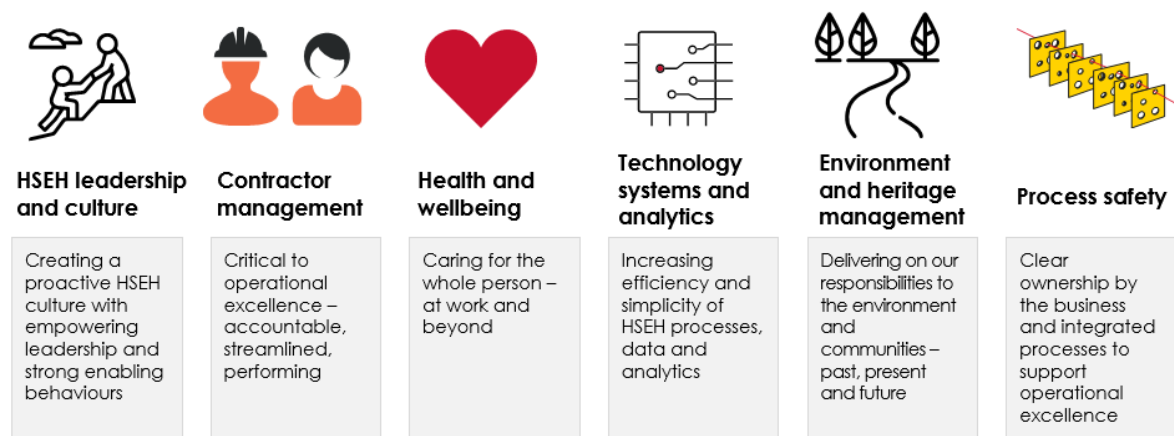 HSEH leadership
and culture
Creating a
proactive HSEH
culture with
empowering
leadership and
strong enabling
behaviours
Contractor
management
Critical to
operational
excellence –
accountable,
streamlined,
performing
Health and
wellbeing
Caring for the
whole person –
at work and
beyond
Technology
systems and
analytics
Increasing
efficiency and
simplicity of
HSEH processes,
data and
analytics
Environment
and heritage
management
Delivering on our
responsibilities to
the environment
and
communities –
past, present
and future
Process safety
Clear
ownership by
the business
and integrated
processes to
support
operational
excellence